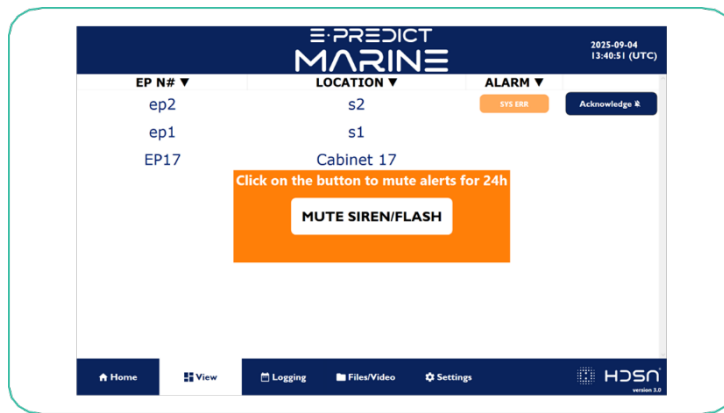 E·PREDICT
MARINE
2025-09-04
13:40:51 (UTC)
EP N# ▼ LOCATION ▼ ALARM ▼
ep2 s2 SYS ERR Acknowledge
ep1 s1
EP17 Cabinet 17
Click on the button to mute alerts for 24h
MUTE SIREN/FLASH
Home View Logging Files/Video Settings HDSN
version 3.0